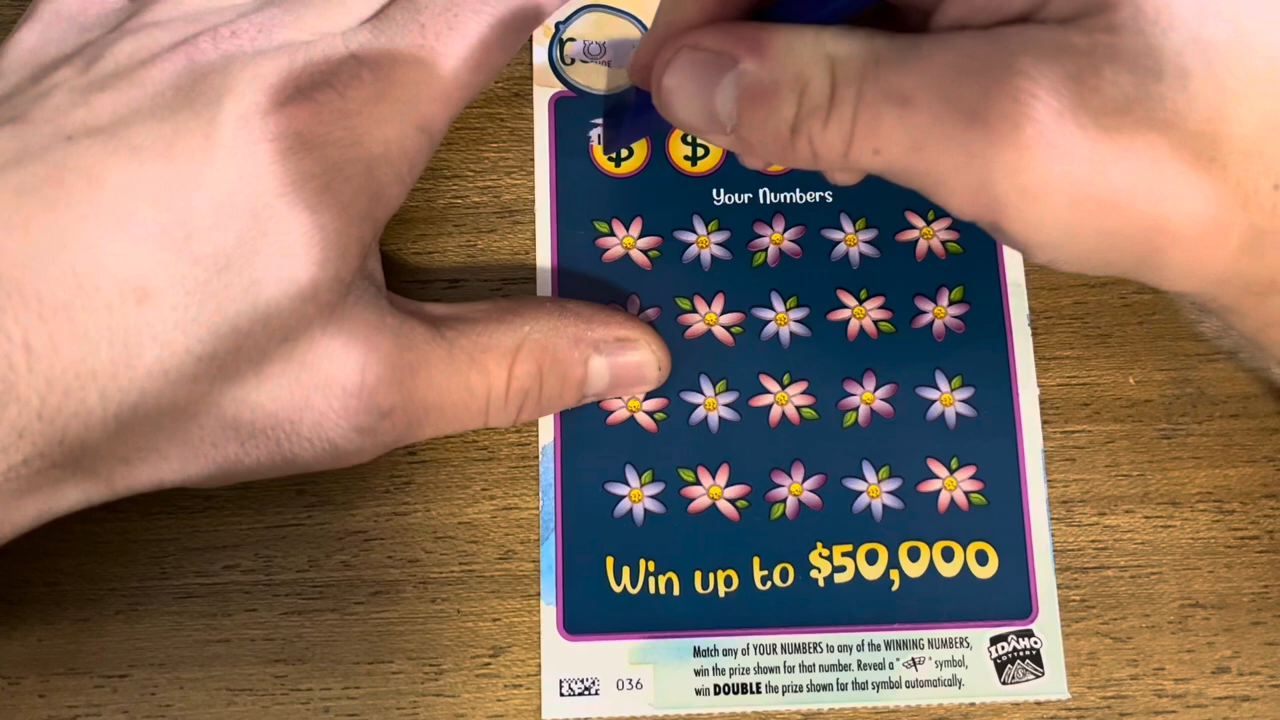 $ $
Your Numbers
Win up to $50,000
Match any of YOUR NUMBERS to any of the WINNING NUMBERS,
win the prize shown for that number. Reveal a " " symbol,
win DOUBLE the prize shown for that symbol automatically.
IDAHO
LOTTERY
036